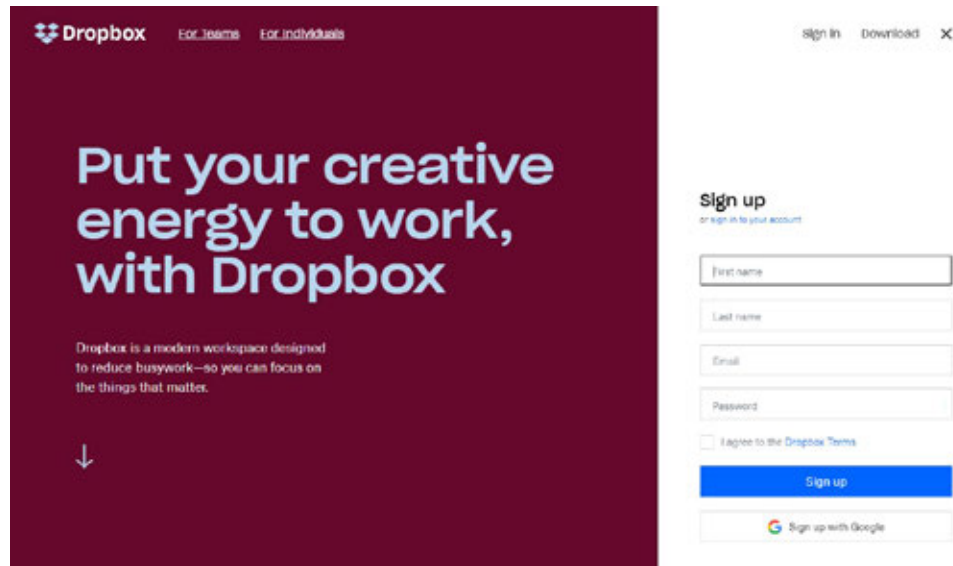 Dropbox For Teams For Individuals
Sign in Download
Put your creative
energy to work,
with Dropbox
Dropbox is a modern workspace designed
to reduce busywork—so you can focus on
the things that matter.
Sign up
or sign in to your account
First name
Last name
Email
Password
I agree to the Dropbox Terms
Sign up
Sign up with Google